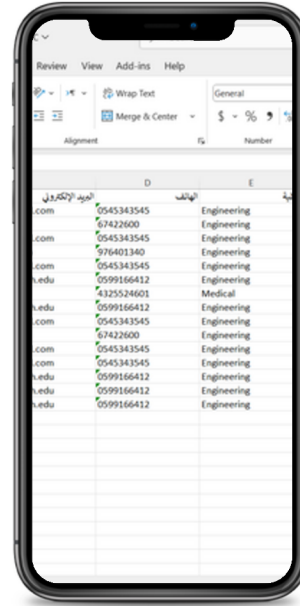 Review View Add-ins Help
Wrap Text General
Merge & Center $ % 9
Alignment Number
D E
البريد الإلكتروني الهاتف
.com 0545343545 Engineering
67422600 Engineering
.com 0545343545 Engineering
976401340 Engineering
.com 0545343545 Engineering
.edu 0599166412 Engineering
4325524601 Medical
.edu 0599166412 Engineering
.com 0545343545 Engineering
67422600 Engineering
.com 0545343545 Engineering
.com 0545343545 Engineering
.edu 0599166412 Engineering
.edu 0599166412 Engineering
.edu 0599166412 Engineering